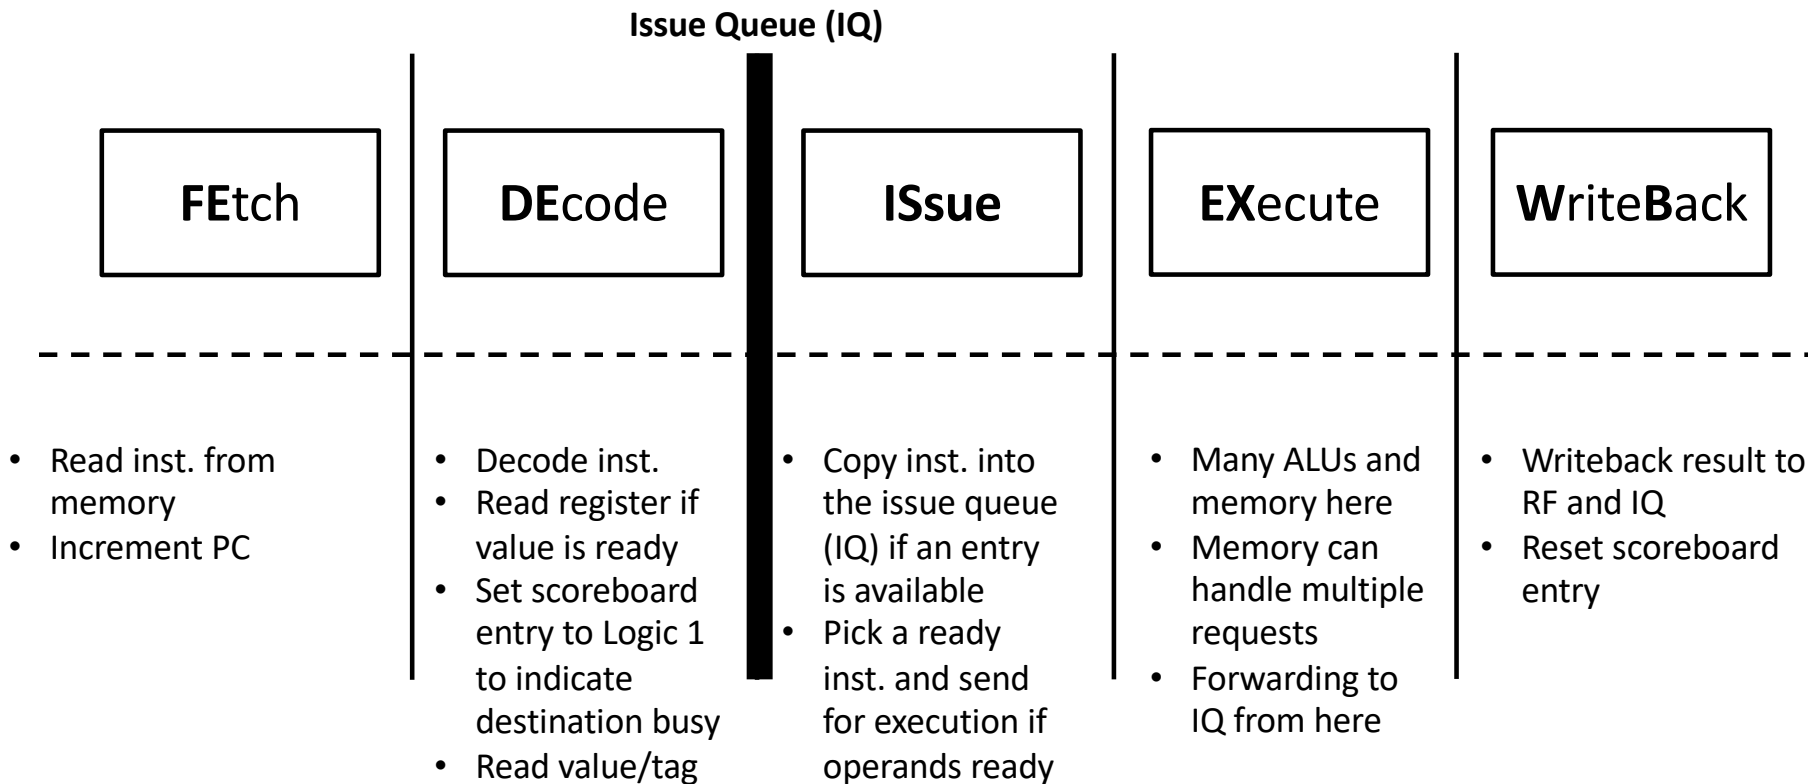 Issue Queue (IQ)
FEtch
DEcode
ISsue
EXecute
WriteBack
• Read inst. from
memory
• Increment PC
• Decode inst.
• Read register if
value is ready
• Set scoreboard
entry to Logic 1
to indicate
destination busy
• Read value/tag
• Copy inst. into
the issue queue
(IQ) if an entry
is available
• Pick a ready
inst. and send
for execution if
operands ready
• Many ALUs and
memory here
• Memory can
handle multiple
requests
• Forwarding to
IQ from here
• Writeback result to
RF and IQ
• Reset scoreboard
entry